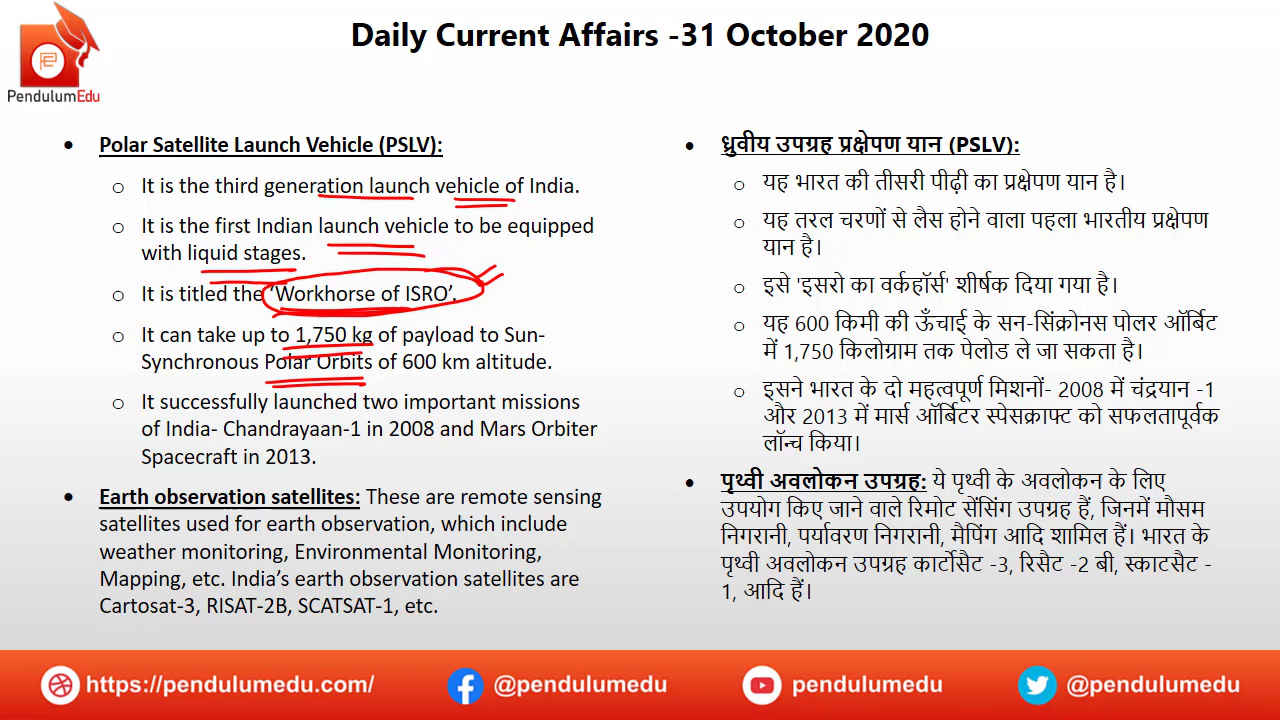 Daily Current Affairs -31 October 2020
PendulumEdu
• Polar Satellite Launch Vehicle (PSLV):
o It is the third generation launch vehicle of India.
o It is the first Indian launch vehicle to be equipped
with liquid stages.
o It is titled the ‘Workhorse of ISRO’.
o It can take up to 1,750 kg of payload to Sun-
Synchronous Polar Orbits of 600 km altitude.
o It successfully launched two important missions
of India- Chandrayaan-1 in 2008 and Mars Orbiter
Spacecraft in 2013.
• Earth observation satellites: These are remote sensing
satellites used for earth observation, which include
weather monitoring, Environmental Monitoring,
Mapping, etc. India’s earth observation satellites are
Cartosat-3, RISAT-2B, SCATSAT-1, etc.
• ध्रुवीय उपग्रह प्रक्षेपण यान (PSLV):
o यह भारत की तीसरी पीढ़ी का प्रक्षेपण यान है।
o यह तरल चरणों से लैस होने वाला पहला भारतीय प्रक्षेपण
यान है।
o इसे 'इसरो का वर्कहॉर्स' शीर्षक दिया गया है।
o यह 600 किमी की ऊँचाई के सन-सिंक्रोनस पोलर ऑर्बिट
में 1,750 किलोग्राम तक पेलोड ले जा सकता है।
o इसने भारत के दो महत्वपूर्ण मिशनों- 2008 में चंद्रयान -1
और 2013 में मार्स ऑर्बिटर स्पेसक्राफ्ट को सफलतापूर्वक
लॉन्च किया।
• पृथ्वी अवलोकन उपग्रह: ये पृथ्वी के अवलोकन के लिए
उपयोग किए जाने वाले रिमोट सेंसिंग उपग्रह हैं, जिनमें मौसम
निगरानी, पर्यावरण निगरानी, मैपिंग आदि शामिल हैं। भारत के
पृथ्वी अवलोकन उपग्रह कार्टोसैट -3, रिसैट -2 बी, स्काटसैट -
1, आदि हैं।
https://pendulumedu.com/ @pendulumedu pendulumedu @pendulumedu